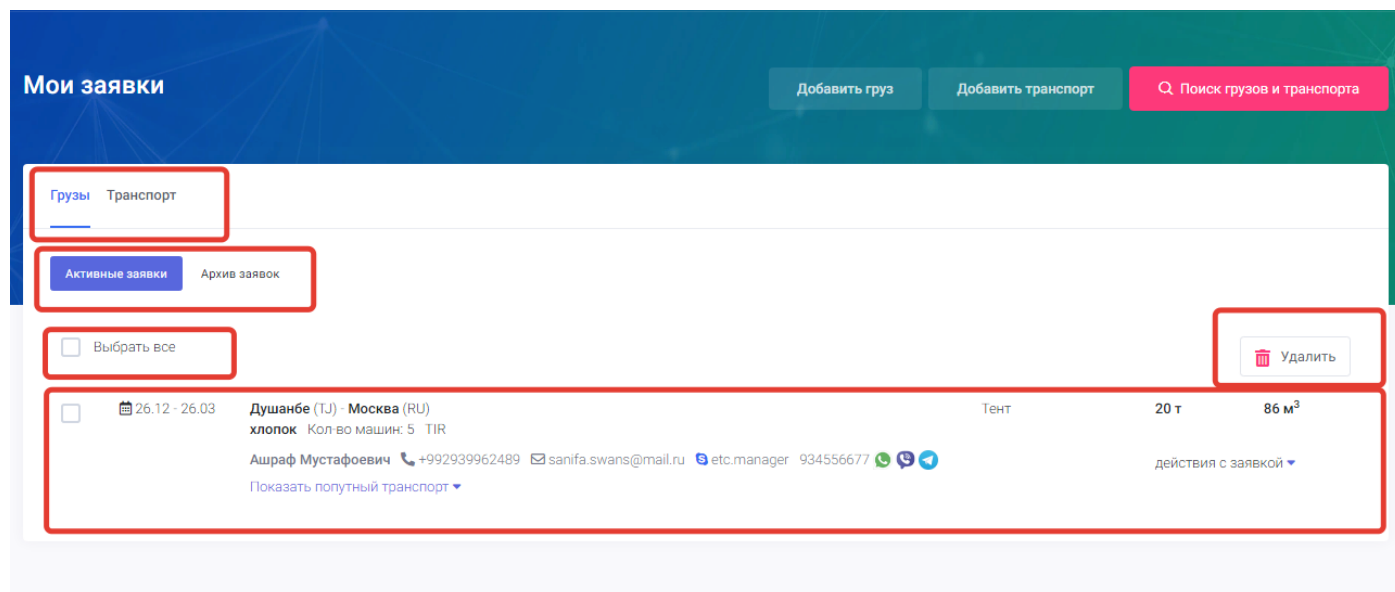 Мои заявки
Добавить груз
Добавить транспорт
Поиск грузов и транспорта
Грузы Транспорт
Активные заявки Архив заявок
Выбрать все
Удалить
26.12 - 26.03 Душанбе (TJ) - Москва (RU) Тент 20 т 86 м³
хлопок Кол-во машин: 5 TIR
Ашраф Мустафоевич +992939962489 sanifa.swans@mail.ru etc.manager 934556677
действия с заявкой
Показать попутный транспорт